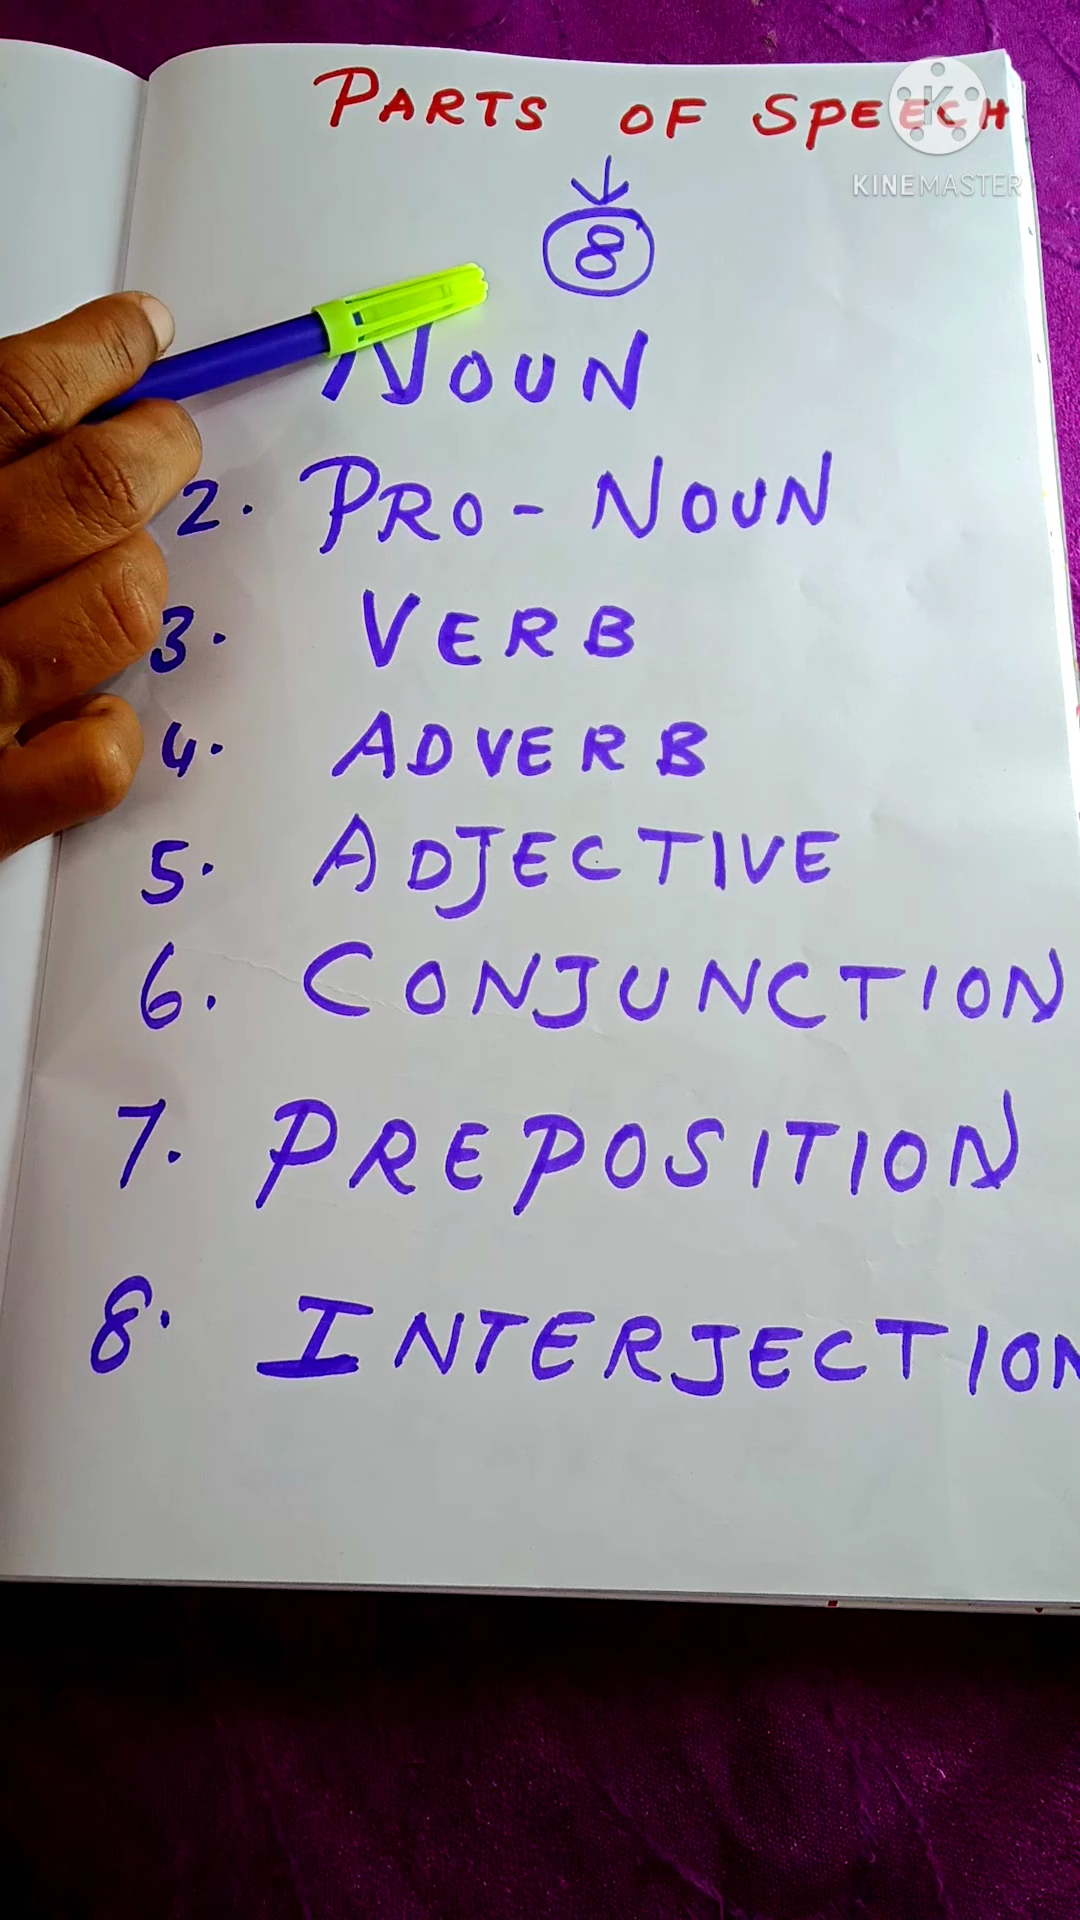 PARTS OF SPEECH
KINEMASTER
8
NOUN
2. PRO-NOUN
3. VERB
4. ADVERB
5. ADJECTIVE
6. CONJUNCTION
7. PREPOSITION
8. INTERJECTION